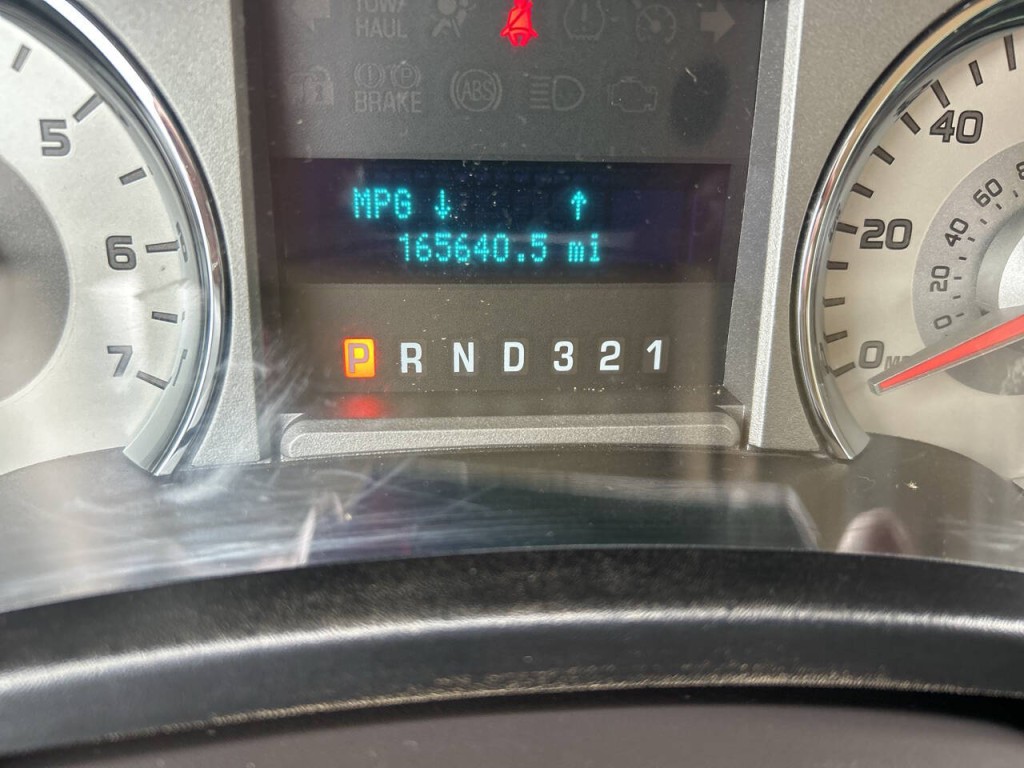 TOW/
HAUL
BRAKE
ABS
MPG ↓ ↑
165640.5 mi
P R N D 3 2 1
5
6
7
40
20
0
60
40
20
0